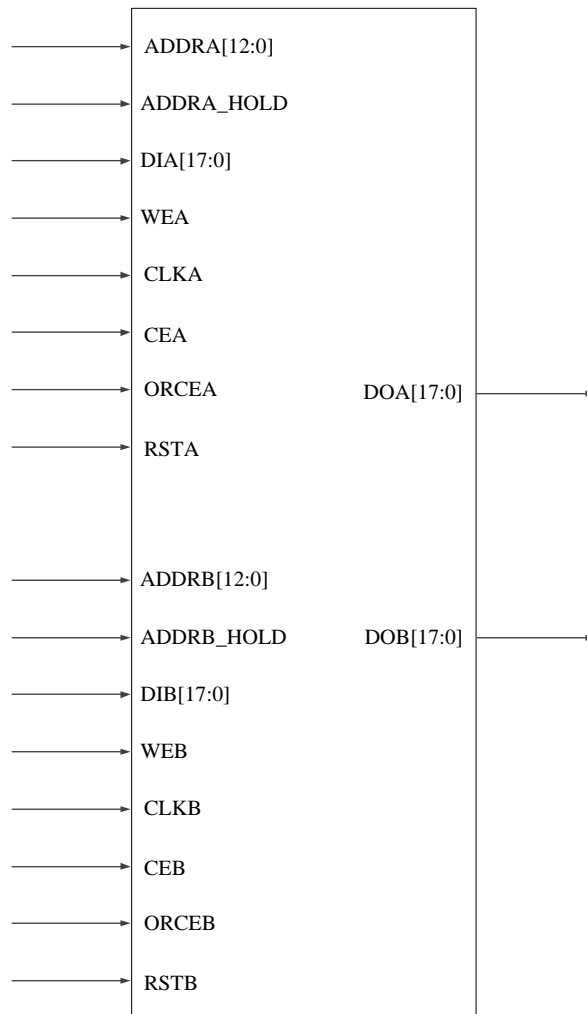 ADDRA[12:0]
ADDRA_HOLD
DIA[17:0]
WEA
CLKA
CEA
ORCEA
DOA[17:0]
RSTA
ADDRB[12:0]
ADDRB_HOLD
DOB[17:0]
DIB[17:0]
WEB
CLKB
CEB
ORCEB
RSTB